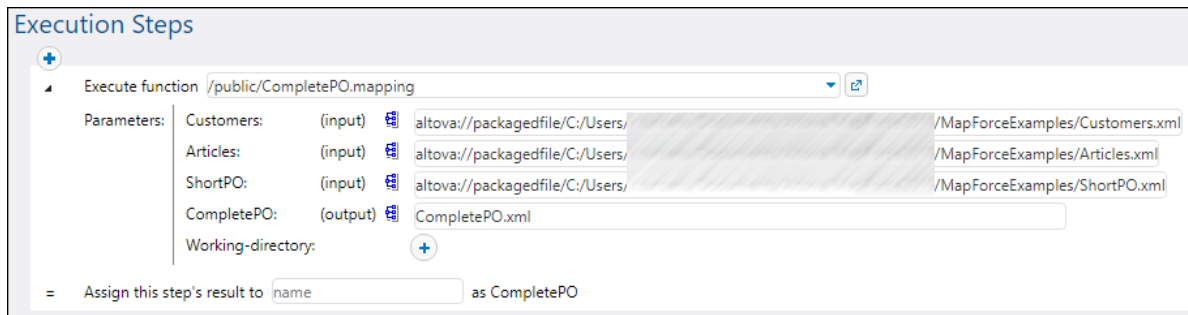 Execution Steps
Execute function /public/CompletePO.mapping
Parameters: Customers: (input) altova://packagedfile/C:/Users/ /MapForceExamples/Customers.xml
Articles: (input) altova://packagedfile/C:/Users/ /MapForceExamples/Articles.xml
ShortPO: (input) altova://packagedfile/C:/Users/ /MapForceExamples/ShortPO.xml
CompletePO: (output) CompletePO.xml
Working-directory:
= Assign this step's result to name as CompletePO